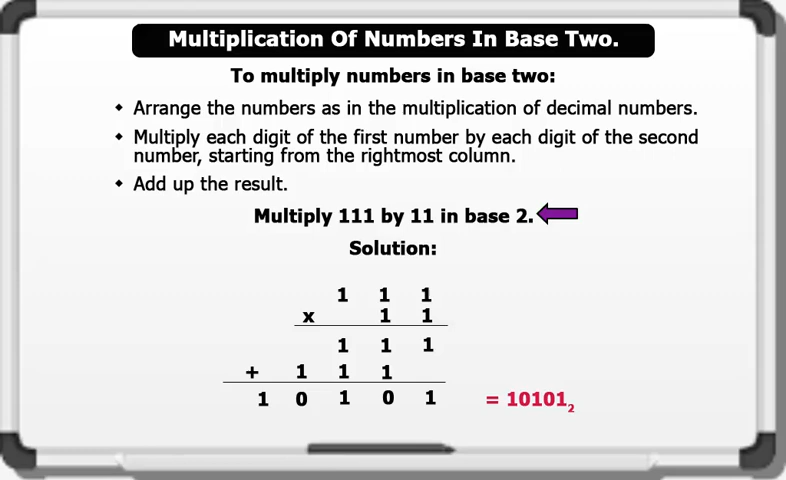 Multiplication Of Numbers In Base Two.
To multiply numbers in base two:
Arrange the numbers as in the multiplication of decimal numbers.
Multiply each digit of the first number by each digit of the second
number, starting from the rightmost column.
Add up the result.
Multiply 111 by 11 in base 2.
Solution:
1 1 1
x 1 1
1 1 1
+ 1 1 1
1 0 1 0 1 = 10101₂